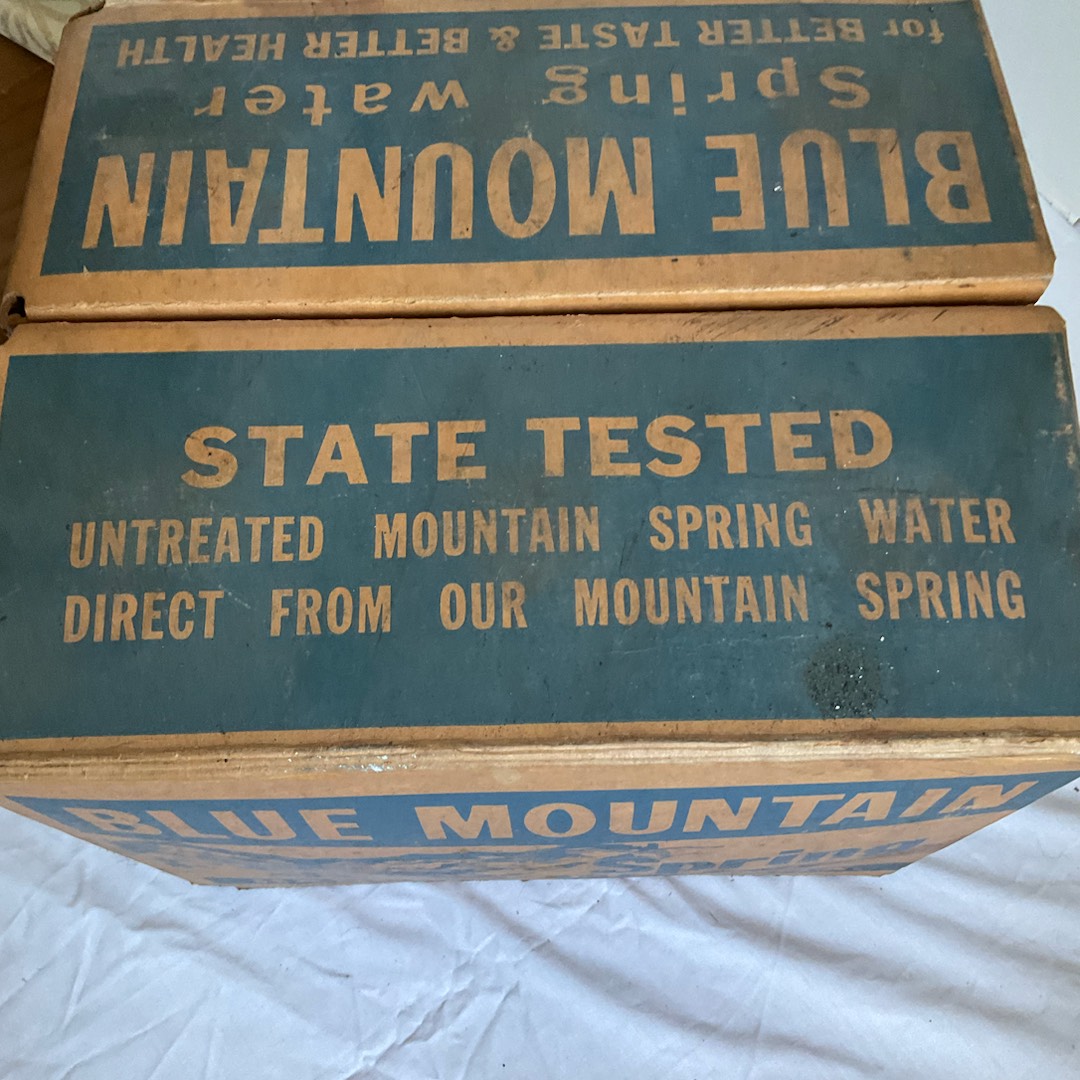 for BETTER TASTE & BETTER HEALTH
Spring water
BLUE MOUNTAIN
STATE TESTED
UNTREATED MOUNTAIN SPRING WATER
DIRECT FROM OUR MOUNTAIN SPRING
BLUE MOUNTAIN
Spring